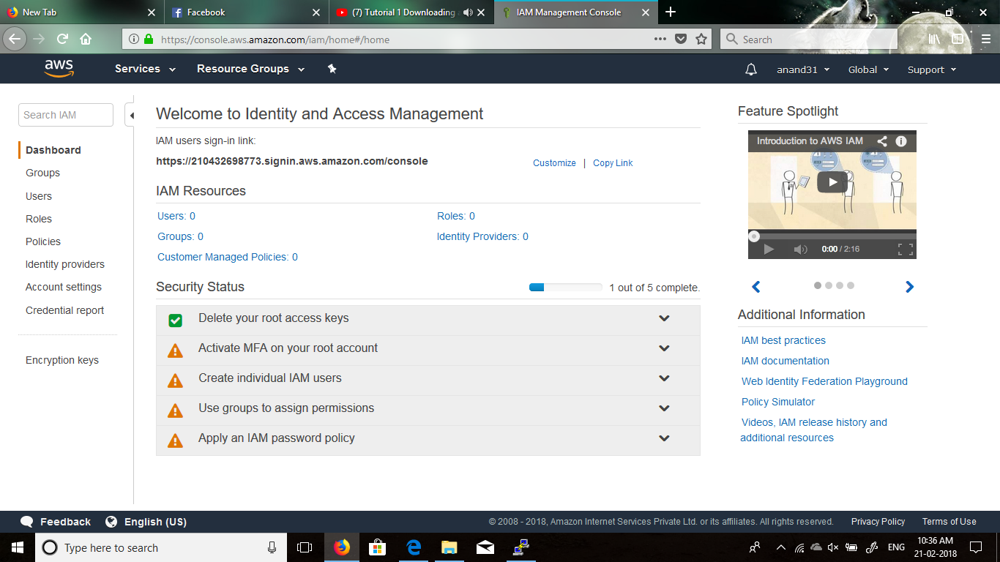 New Tab
Facebook
(7) Tutorial 1 Downloading
IAM Management Console
https://console.aws.amazon.com/iam/home#/home
Search
aws
Services
Resource Groups
anand31
Global
Support
Search IAM
Dashboard
Groups
Users
Roles
Policies
Identity providers
Account settings
Credential report
Encryption keys
Welcome to Identity and Access Management
IAM users sign-in link:
https://210432698773.signin.aws.amazon.com/console
Customize | Copy Link
IAM Resources
Users: 0
Roles: 0
Groups: 0
Identity Providers: 0
Customer Managed Policies: 0
Security Status
1 out of 5 complete.
Delete your root access keys
Activate MFA on your root account
Create individual IAM users
Use groups to assign permissions
Apply an IAM password policy
Feature Spotlight
Introduction to AWS IAM
0:00 / 2:16
Additional Information
IAM best practices
IAM documentation
Web Identity Federation Playground
Policy Simulator
Videos, IAM release history and
additional resources
Feedback
English (US)
© 2008 - 2018, Amazon Internet Services Private Ltd. or its affiliates. All rights reserved.
Privacy Policy
Terms of Use
Type here to search
ENG
10:36 AM
21-02-2018